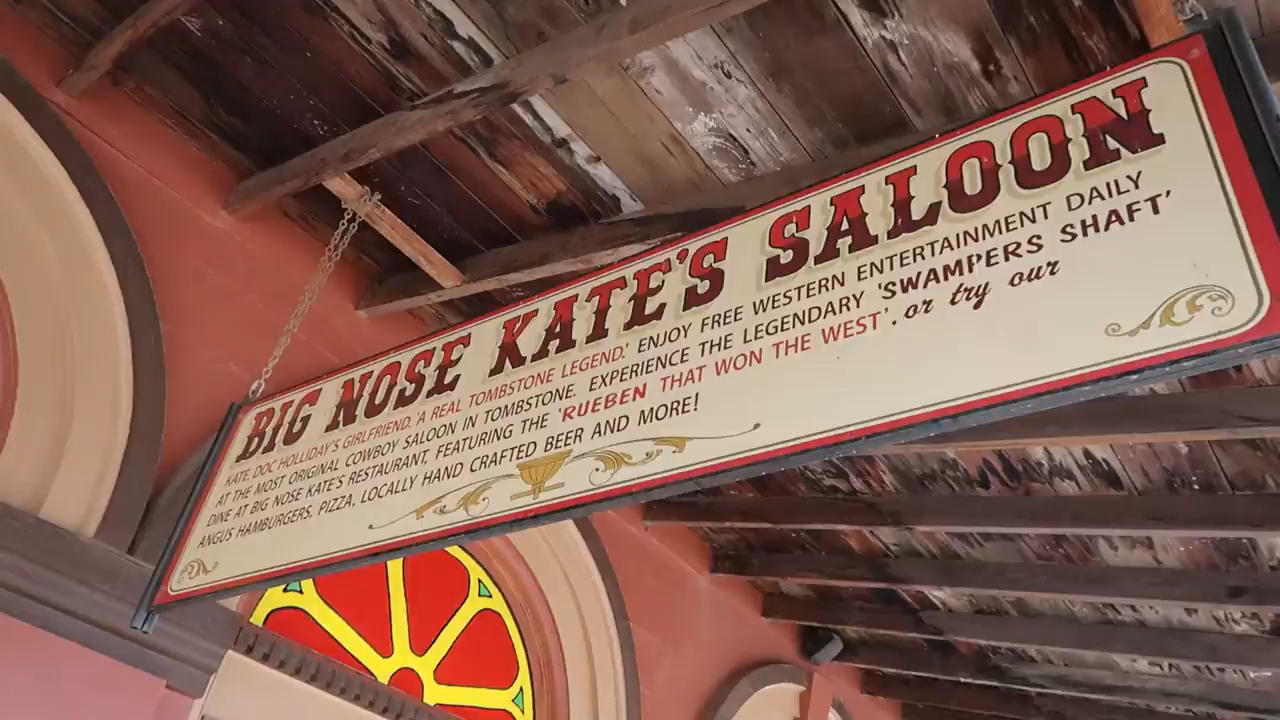 BIG NOSE KATE'S SALOON
KATE, DOC HOLLIDAY'S GIRLFRIEND. 'A REAL TOMBSTONE LEGEND.' ENJOY FREE WESTERN ENTERTAINMENT DAILY
AT THE MOST ORIGINAL COWBOY SALOON IN TOMBSTONE. EXPERIENCE THE LEGENDARY 'SWAMPERS SHAFT'
DINE AT BIG NOSE KATE'S RESTAURANT, FEATURING THE 'RUEBEN THAT WON THE WEST'. or try our
ANGUS HAMBURGERS, PIZZA, LOCALLY HAND CRAFTED BEER AND MORE!